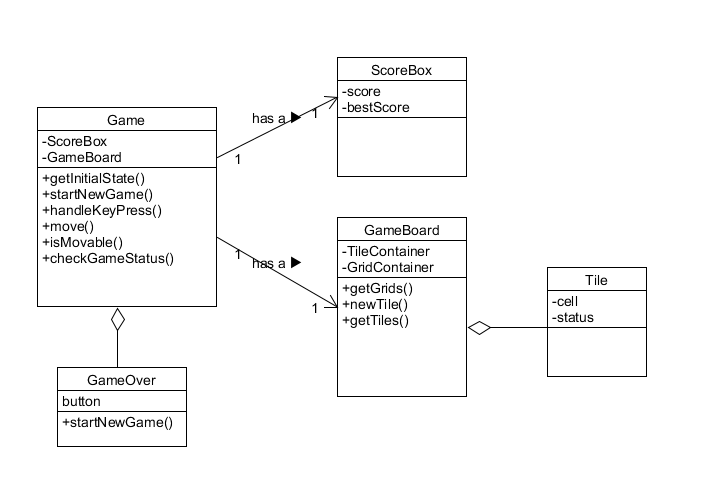 Game
-ScoreBox
-GameBoard
+getInitialState()
+startNewGame()
+handleKeyPress()
+move()
+isMovable()
+checkGameStatus()
has a
1
1
ScoreBox
-score
-bestScore
has a
1
1
GameBoard
-TileContainer
-GridContainer
+getGrids()
+newTile()
+getTiles()
Tile
-cell
-status
GameOver
button
+startNewGame()